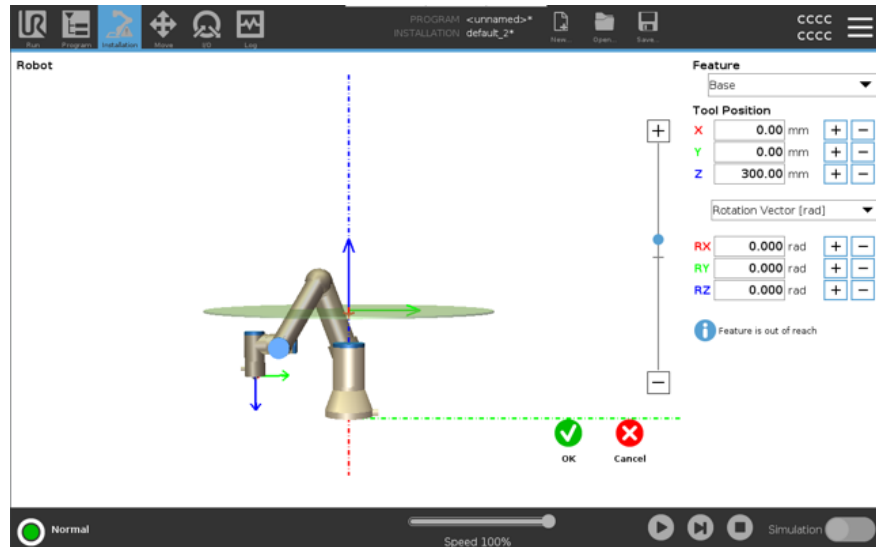 UR
PROGRAM <unnamed>*
INSTALLATION default_2*
Run
Program
Installation
Move
I/O
Log
New...
Open...
Save...
cccc
cccc
Robot
Feature
Base
Tool Position
X 0.00 mm + −
Y 0.00 mm + −
Z 300.00 mm + −
Rotation Vector [rad]
RX 0.000 rad + −
RY 0.000 rad + −
RZ 0.000 rad + −
i Feature is out of reach
+
−
OK
Cancel
Normal
Speed 100%
Simulation